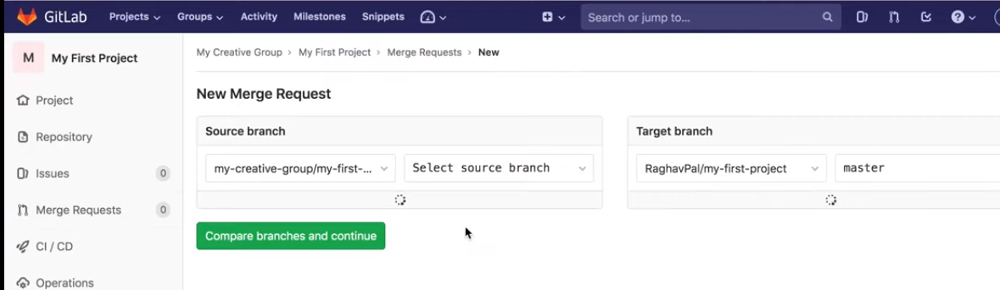 GitLab Projects Groups Activity Milestones Snippets Search or jump to...
M My First Project
My Creative Group › My First Project › Merge Requests › New
Project
Repository
Issues 0
Merge Requests 0
CI / CD
Operations
New Merge Request
Source branch
my-creative-group/my-first-... Select source branch
Target branch
RaghavPal/my-first-project master
Compare branches and continue